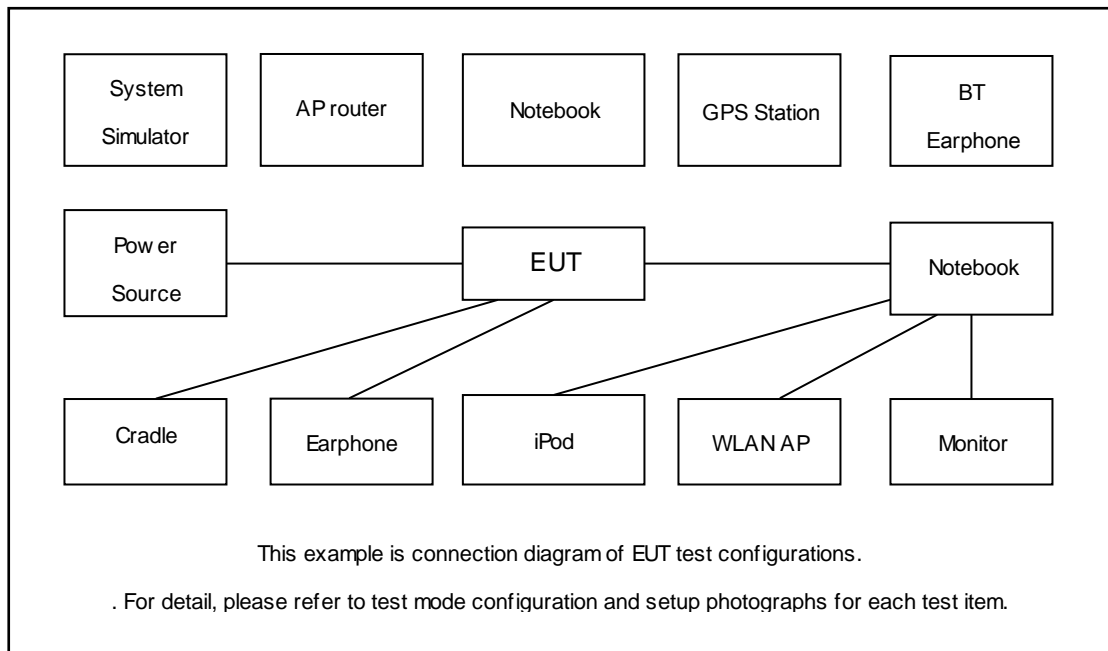 System
Simulator
AP router
Notebook
GPS Station
BT
Earphone
Power
Source
EUT
Notebook
Cradle
Earphone
iPod
WLAN AP
Monitor
This example is connection diagram of EUT test configurations.
. For detail, please refer to test mode configuration and setup photographs for each test item.